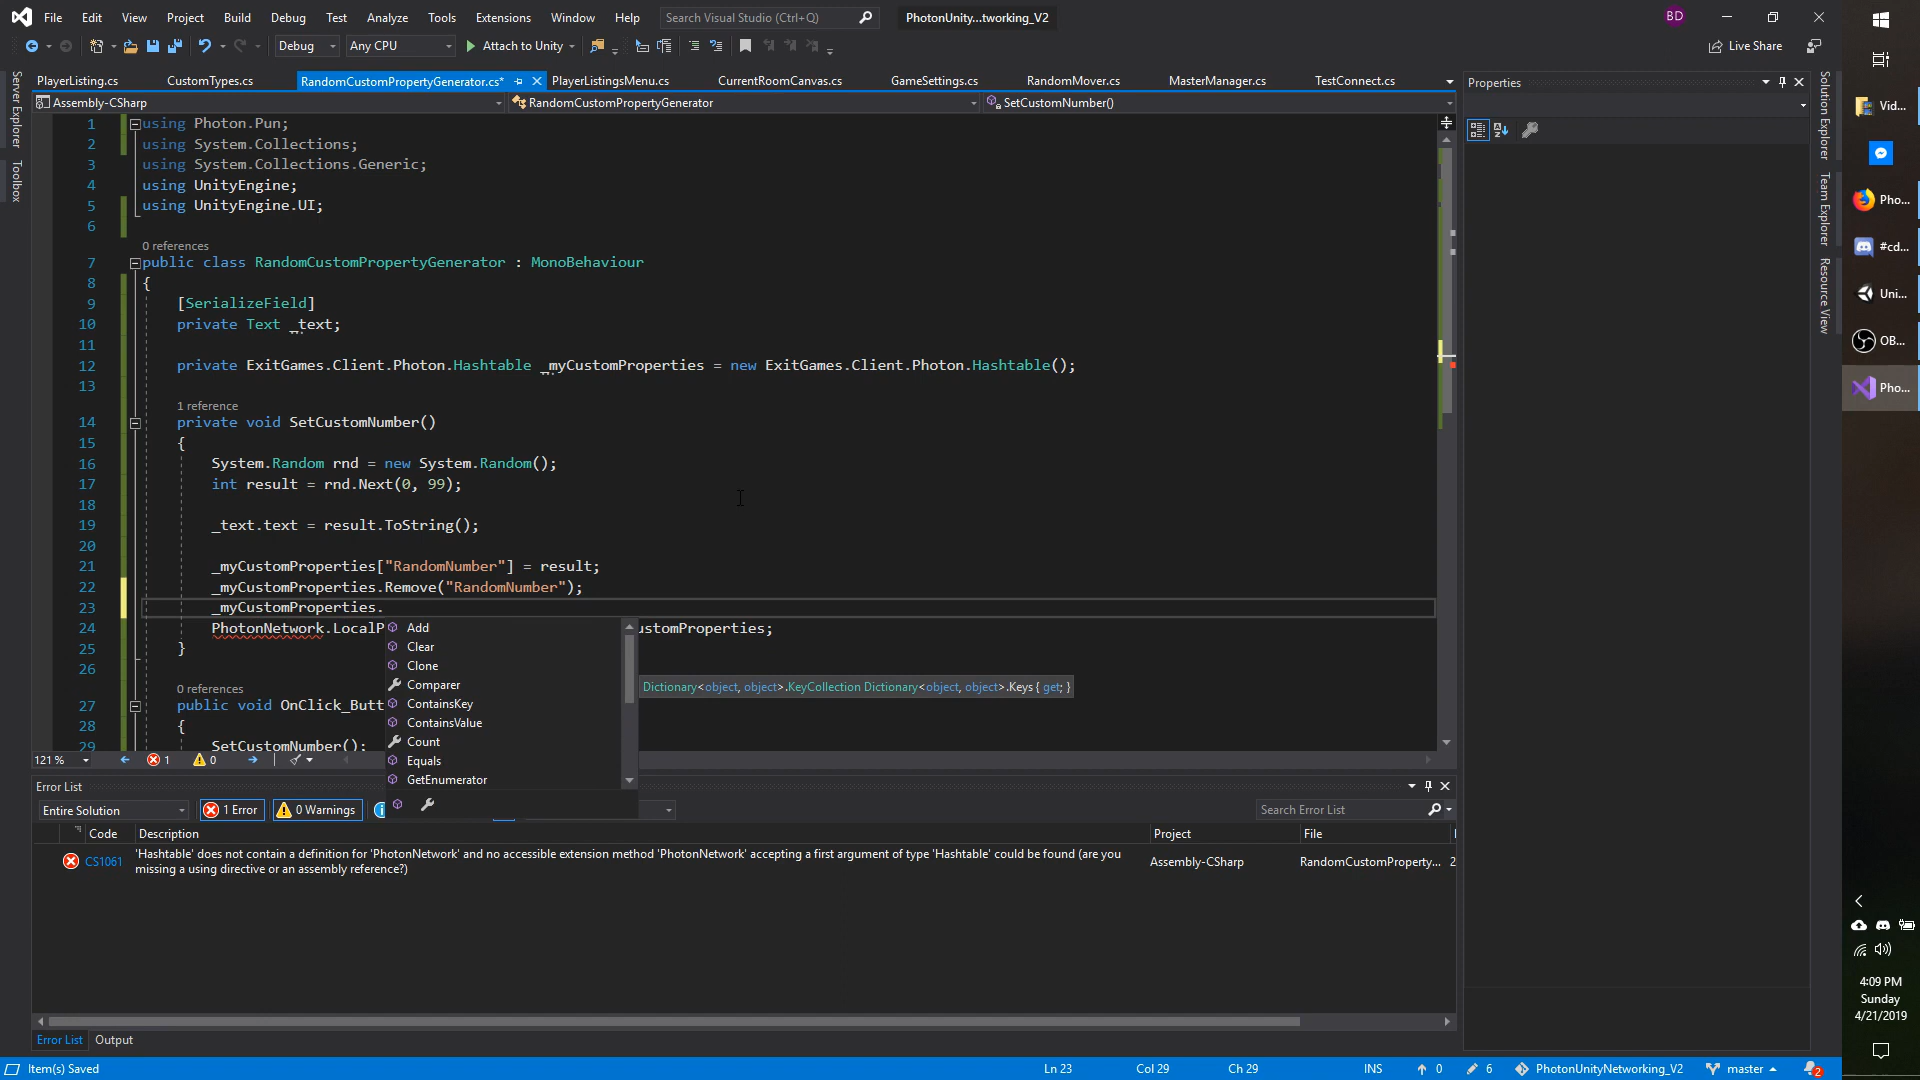 File Edit View Project Build Debug Test Analyze Tools Extensions Window Help Search Visual Studio (Ctrl+Q) PhotonUnity...tworking_V2 BD
Debug Any CPU Attach to Unity Live Share
PlayerListing.cs CustomTypes.cs RandomCustomPropertyGenerator.cs* PlayerListingsMenu.cs CurrentRoomCanvas.cs GameSettings.cs RandomMover.cs MasterManager.cs TestConnect.cs Properties
Assembly-CSharp RandomCustomPropertyGenerator SetCustomNumber()
Server Explorer
Toolbox
Solution Explorer
Team Explorer
Resource View
1 using Photon.Pun;
2 using System.Collections;
3 using System.Collections.Generic;
4 using UnityEngine;
5 using UnityEngine.UI;
6
0 references
7 public class RandomCustomPropertyGenerator : MonoBehaviour
8 {
9 [SerializeField]
10 private Text _text;
11
12 private ExitGames.Client.Photon.Hashtable _myCustomProperties = new ExitGames.Client.Photon.Hashtable();
13
1 reference
14 private void SetCustomNumber()
15 {
16 System.Random rnd = new System.Random();
17 int result = rnd.Next(0, 99);
18
19 _text.text = result.ToString();
20
21 _myCustomProperties["RandomNumber"] = result;
22 _myCustomProperties.Remove("RandomNumber");
23 _myCustomProperties.
24 PhotonNetwork.LocalP ustomProperties;
25 }
26
0 references
27 public void OnClick_Butt
28 {
29 SetCustomNumber();
Add
Clear
Clone
Comparer
ContainsKey
ContainsValue
Count
Equals
GetEnumerator
Dictionary<object, object>.KeyCollection Dictionary<object, object>.Keys { get; }
121 % 1 0
Error List
Entire Solution 1 Error 0 Warnings Search Error List
Code Description Project File
CS1061 'Hashtable' does not contain a definition for 'PhotonNetwork' and no accessible extension method 'PhotonNetwork' accepting a first argument of type 'Hashtable' could be found (are you
missing a using directive or an assembly reference?) Assembly-CSharp RandomCustomProperty... 2
Error List Output
Item(s) Saved Ln 23 Col 29 Ch 29 INS 0 6 PhotonUnityNetworking_V2 master 2
Vid...
Pho...
#cd...
Uni...
OB...
Pho...
4:09 PM
Sunday
4/21/2019